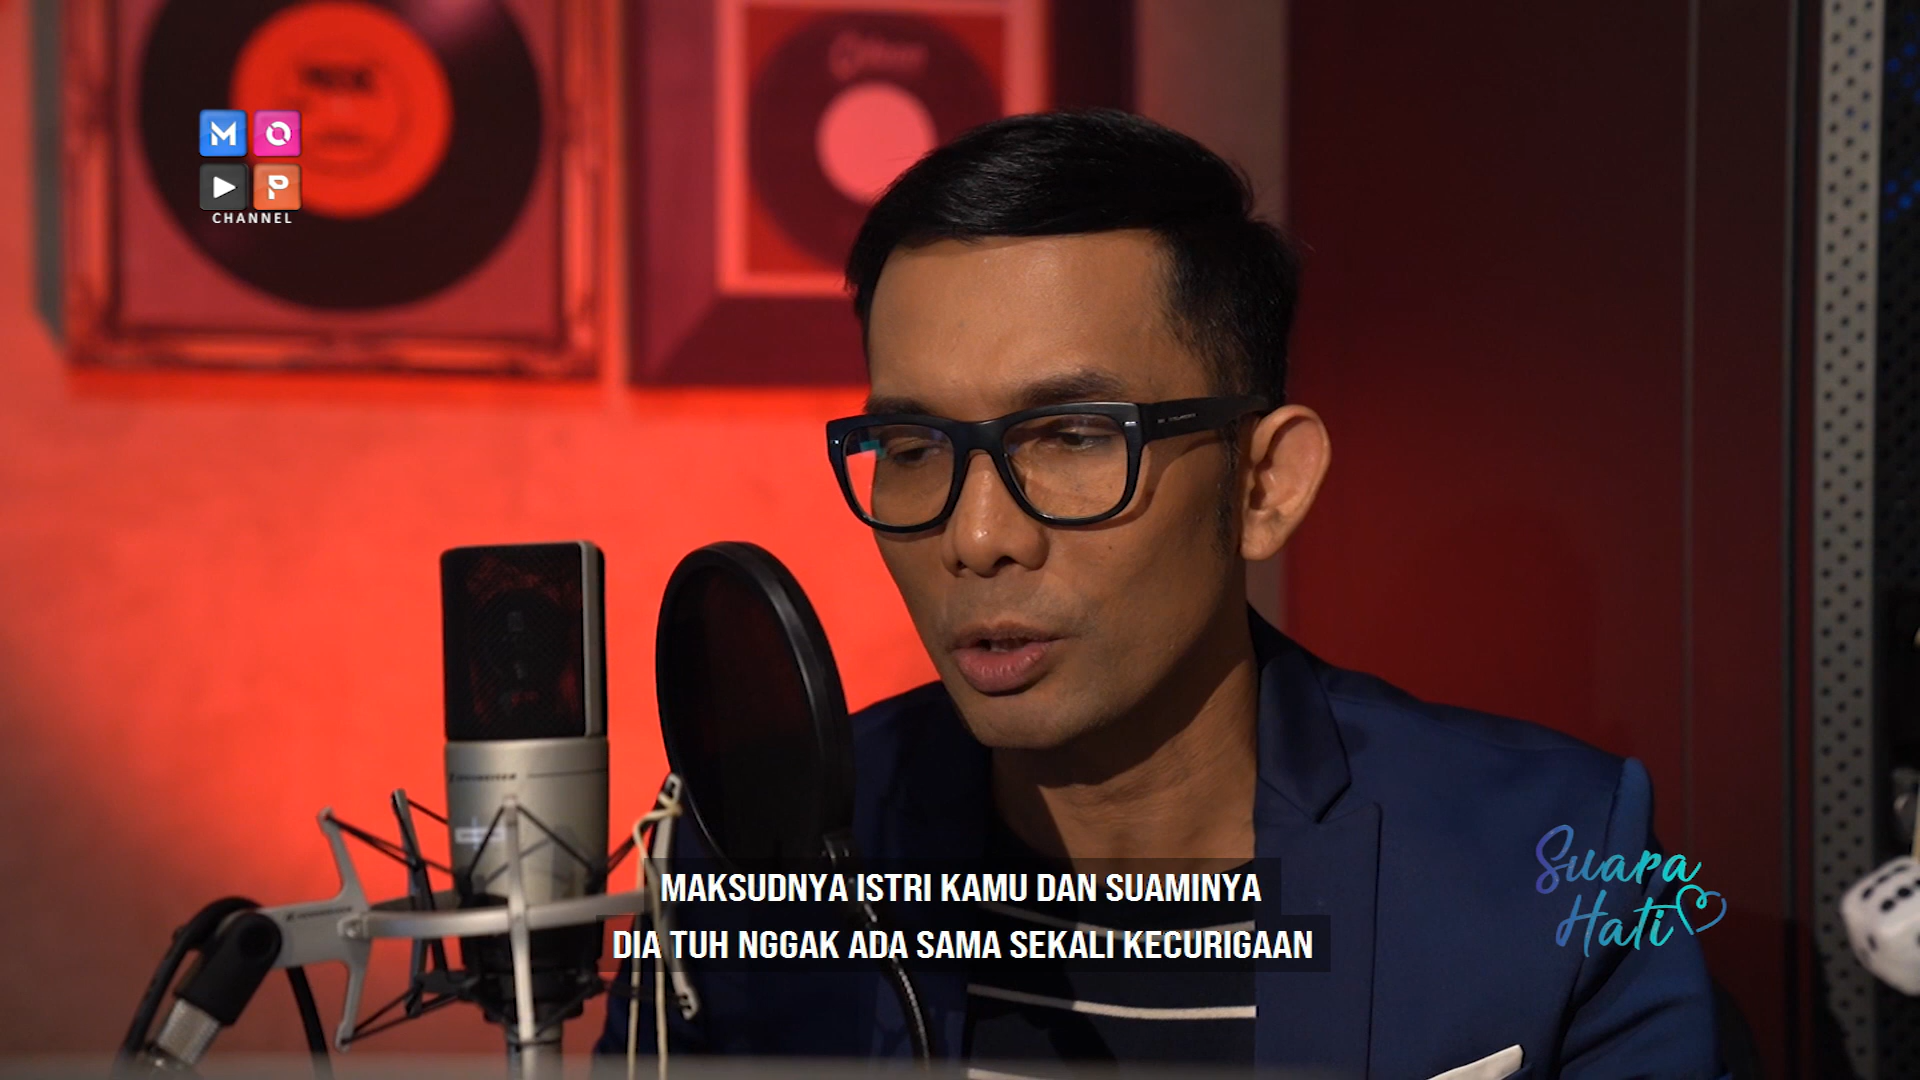 M O
P
CHANNEL
MAKSUDNYA ISTRI KAMU DAN SUAMINYA
DIA TUH NGGAK ADA SAMA SEKALI KECURIGAAN
Suara
Hati